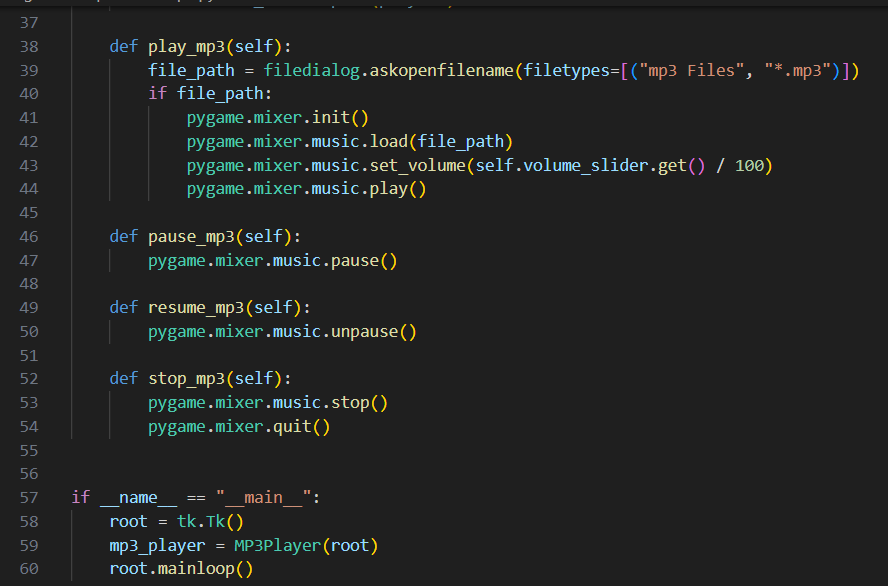 37
38 def play_mp3(self):
39 file_path = filedialog.askopenfilename(filetypes=[("mp3 Files", "*.mp3")])
40 if file_path:
41 pygame.mixer.init()
42 pygame.mixer.music.load(file_path)
43 pygame.mixer.music.set_volume(self.volume_slider.get() / 100)
44 pygame.mixer.music.play()
45
46 def pause_mp3(self):
47 pygame.mixer.music.pause()
48
49 def resume_mp3(self):
50 pygame.mixer.music.unpause()
51
52 def stop_mp3(self):
53 pygame.mixer.music.stop()
54 pygame.mixer.quit()
55
56
57 if __name__ == "__main__":
58 root = tk.Tk()
59 mp3_player = MP3Player(root)
60 root.mainloop()